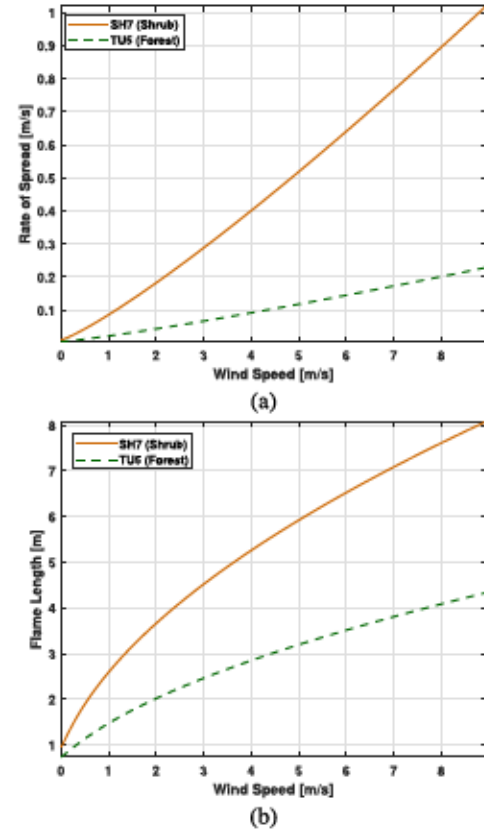 1
0.9
0.8
0.7
0.6
0.5
0.4
0.3
0.2
0.1
Rate of Spread [m/s]
SH7 (Shrub)
TU5 (Forest)
0 1 2 3 4 5 6 7 8
Wind Speed [m/s]
(a)
8
7
6
5
4
3
2
1
Flame Length [m]
SH7 (Shrub)
TU5 (Forest)
0 1 2 3 4 5 6 7 8
Wind Speed [m/s]
(b)